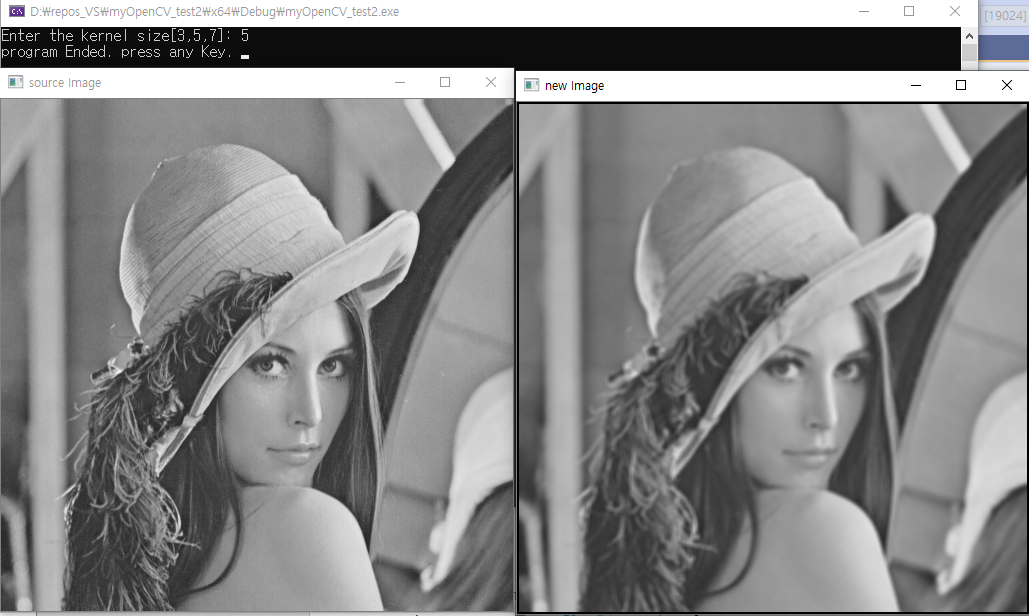 D:₩repos_VS₩myOpenCV_test2₩x64₩Debug₩myOpenCV_test2.exe
[19024]
Enter the kernel size[3,5,7]: 5
program Ended. press any Key.
source Image
new Image